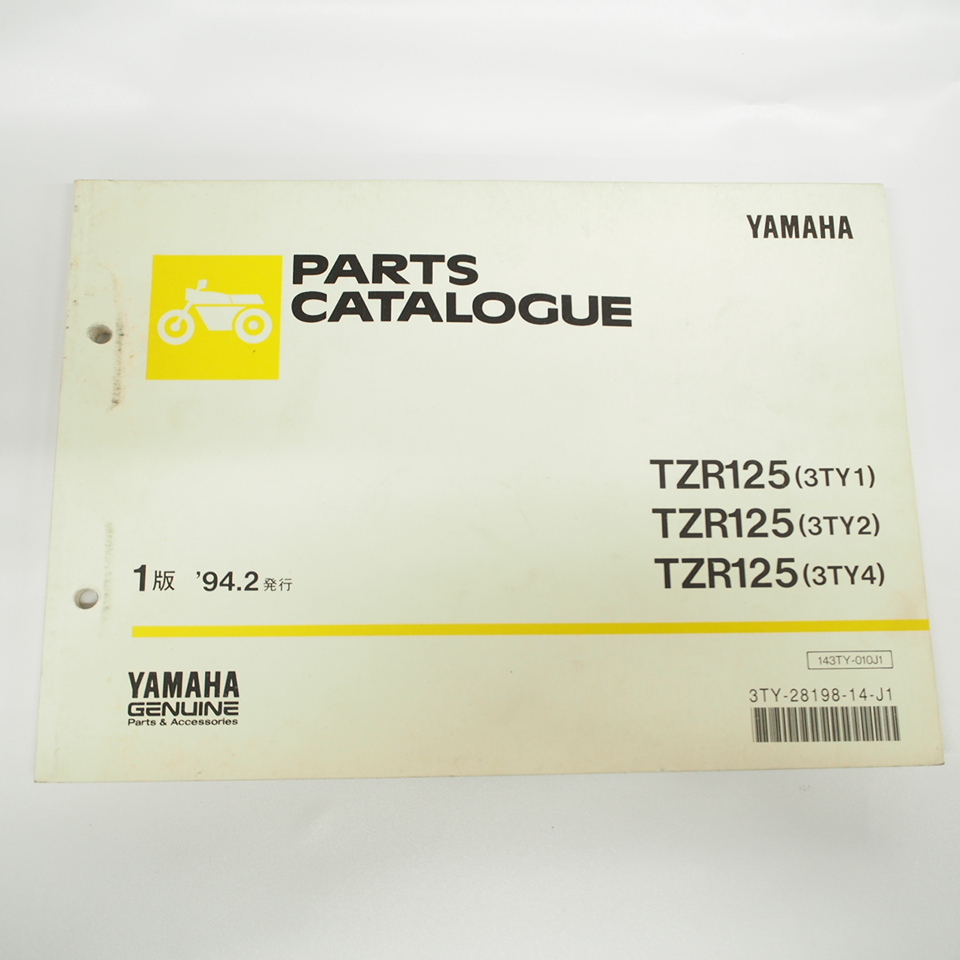 YAMAHA
PARTS
CATALOGUE
TZR125 (3TY1)
TZR125 (3TY2)
TZR125 (3TY4)
1版 '94.2発行
YAMAHA
GENUINE
Parts & Accessories
143TY-010J1
3TY-28198-14-J1